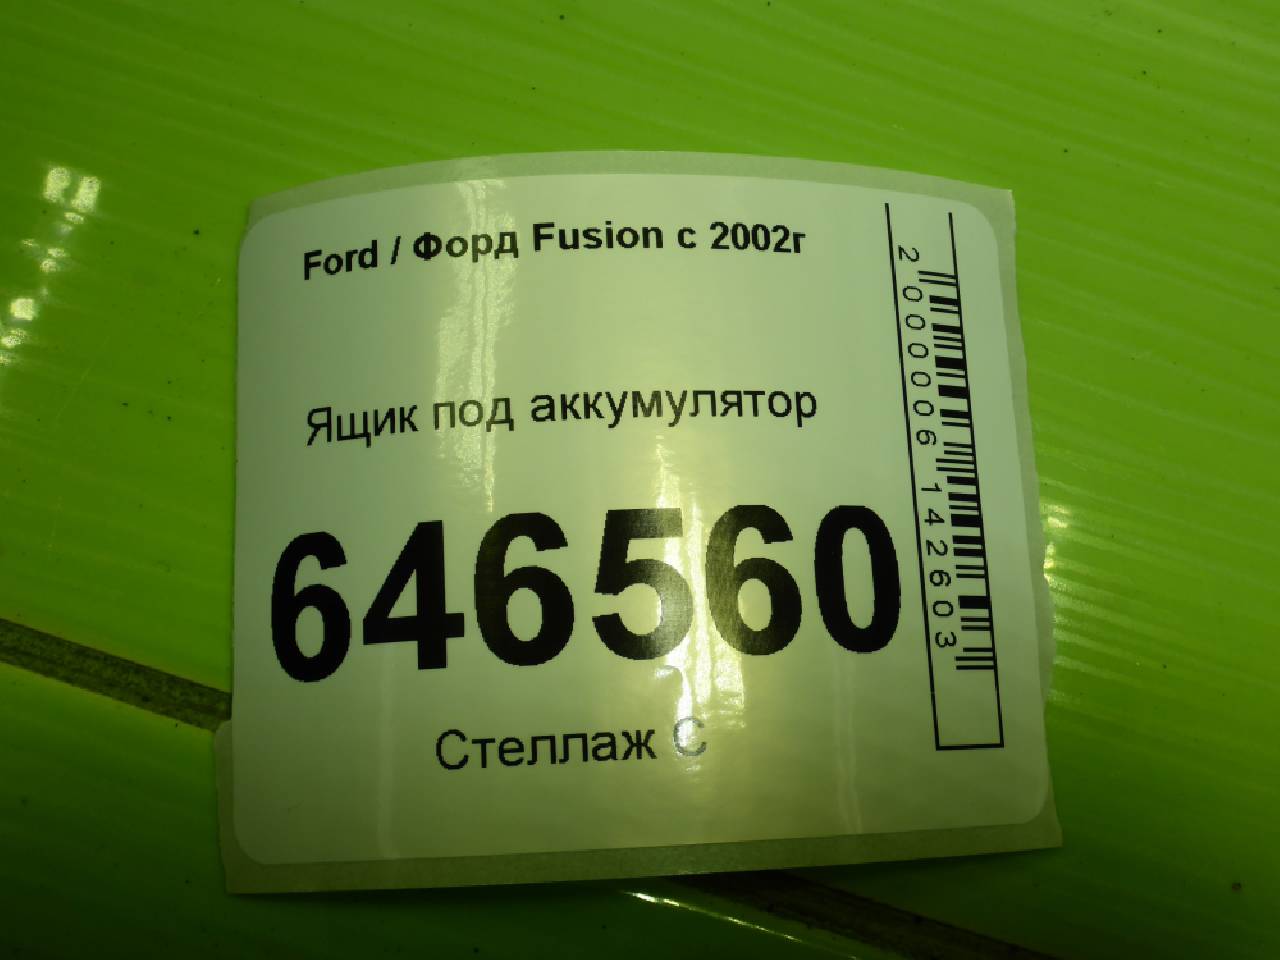 Ford / Форд Fusion с 2002г
Ящик под аккумулятор
646560
Стеллаж С
2000006142603